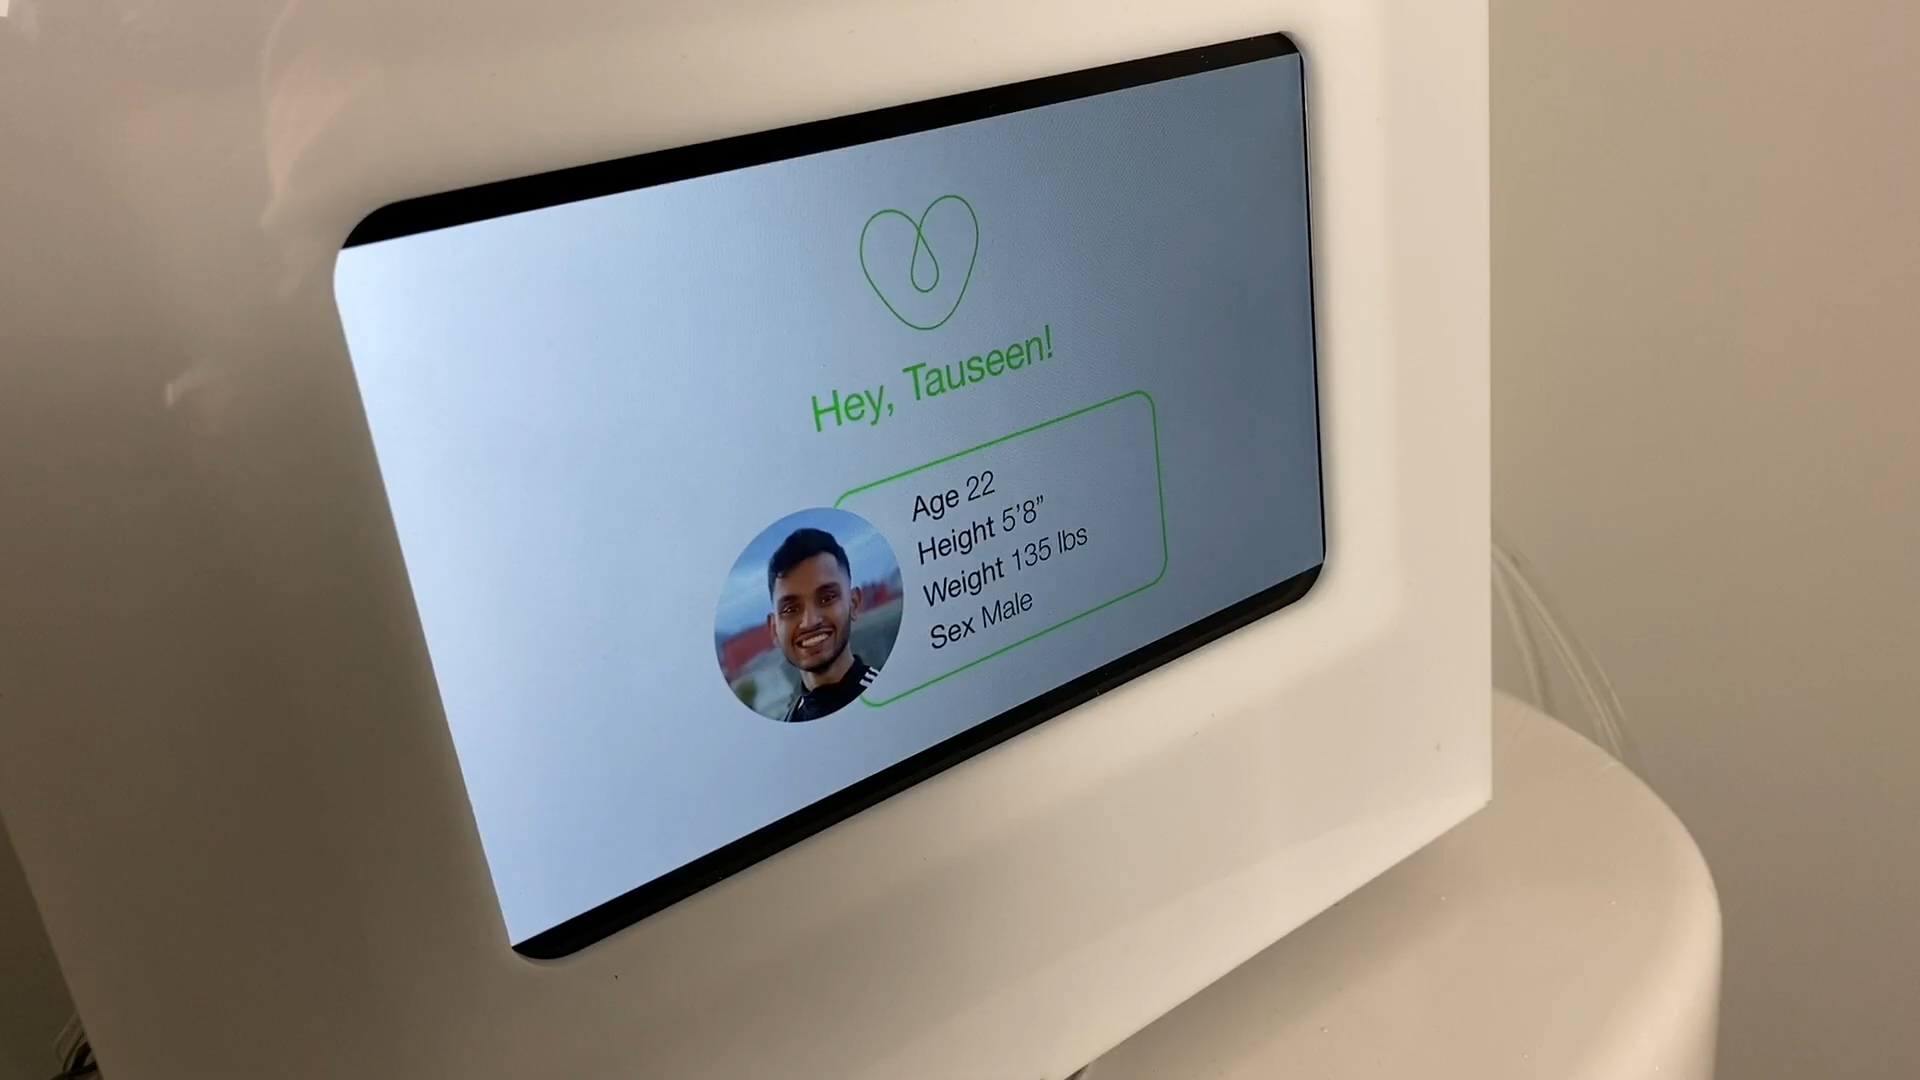 Hey, Tauseen!
Age 22
Height 5'8”
Weight 135 lbs
Sex Male